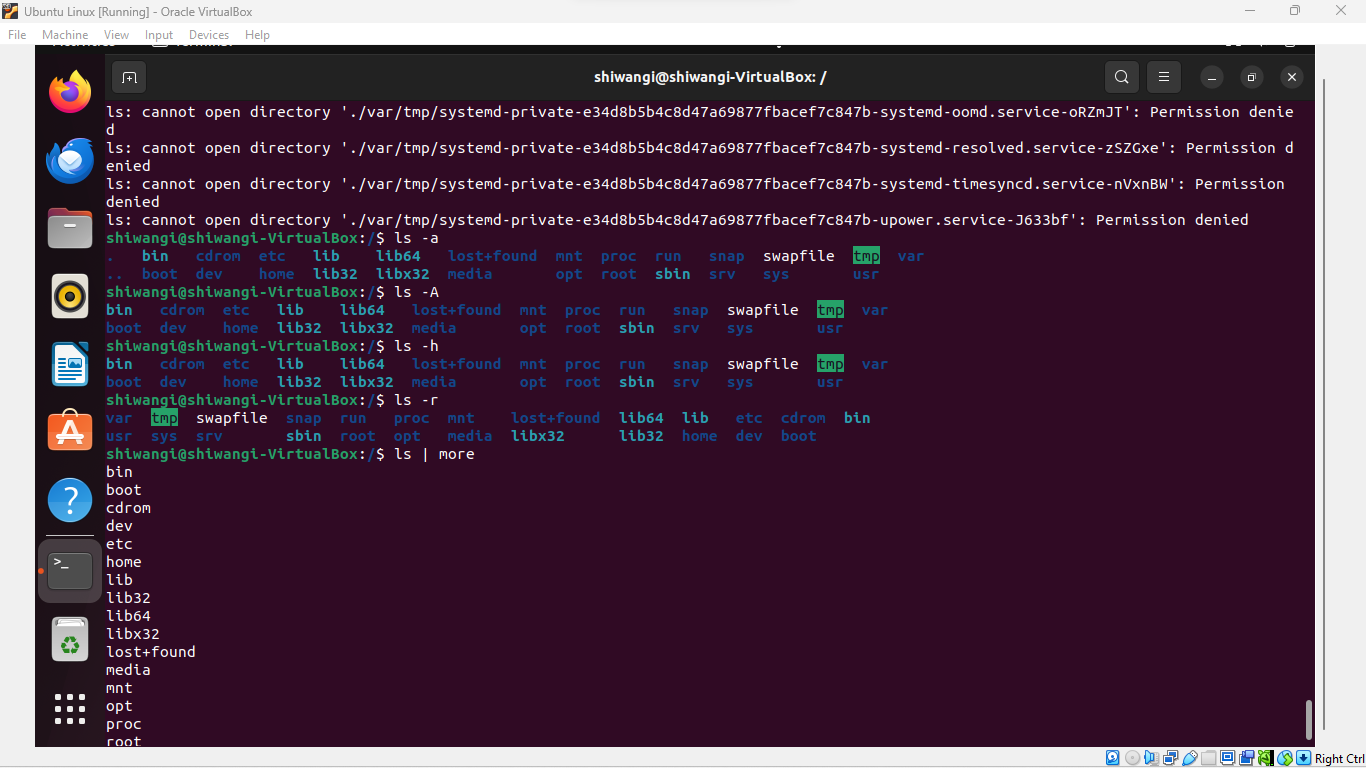 Ubuntu Linux [Running] - Oracle VirtualBox
File Machine View Input Devices Help
shiwangi@shiwangi-VirtualBox: /
ls: cannot open directory './var/tmp/systemd-private-e34d8b5b4c8d47a69877fbacef7c847b-systemd-oomd.service-oRZmJT': Permission denie
d
ls: cannot open directory './var/tmp/systemd-private-e34d8b5b4c8d47a69877fbacef7c847b-systemd-resolved.service-zSZGxe': Permission d
enied
ls: cannot open directory './var/tmp/systemd-private-e34d8b5b4c8d47a69877fbacef7c847b-systemd-timesyncd.service-nVxnBW': Permission
denied
ls: cannot open directory './var/tmp/systemd-private-e34d8b5b4c8d47a69877fbacef7c847b-upower.service-J633bf': Permission denied
shiwangi@shiwangi-VirtualBox:/$ ls -a
. bin cdrom etc lib lib64 lost+found mnt proc run snap swapfile tmp var
.. boot dev home lib32 libx32 media opt root sbin srv sys usr
shiwangi@shiwangi-VirtualBox:/$ ls -A
bin cdrom etc lib lib64 lost+found mnt proc run snap swapfile tmp var
boot dev home lib32 libx32 media opt root sbin srv sys usr
shiwangi@shiwangi-VirtualBox:/$ ls -h
bin cdrom etc lib lib64 lost+found mnt proc run snap swapfile tmp var
boot dev home lib32 libx32 media opt root sbin srv sys usr
shiwangi@shiwangi-VirtualBox:/$ ls -r
var tmp swapfile snap run proc mnt lost+found lib64 lib etc cdrom bin
usr sys srv sbin root opt media libx32 lib32 home dev boot
shiwangi@shiwangi-VirtualBox:/$ ls | more
bin
boot
cdrom
dev
etc
home
lib
lib32
lib64
libx32
lost+found
media
mnt
opt
proc
root
Right Ctrl